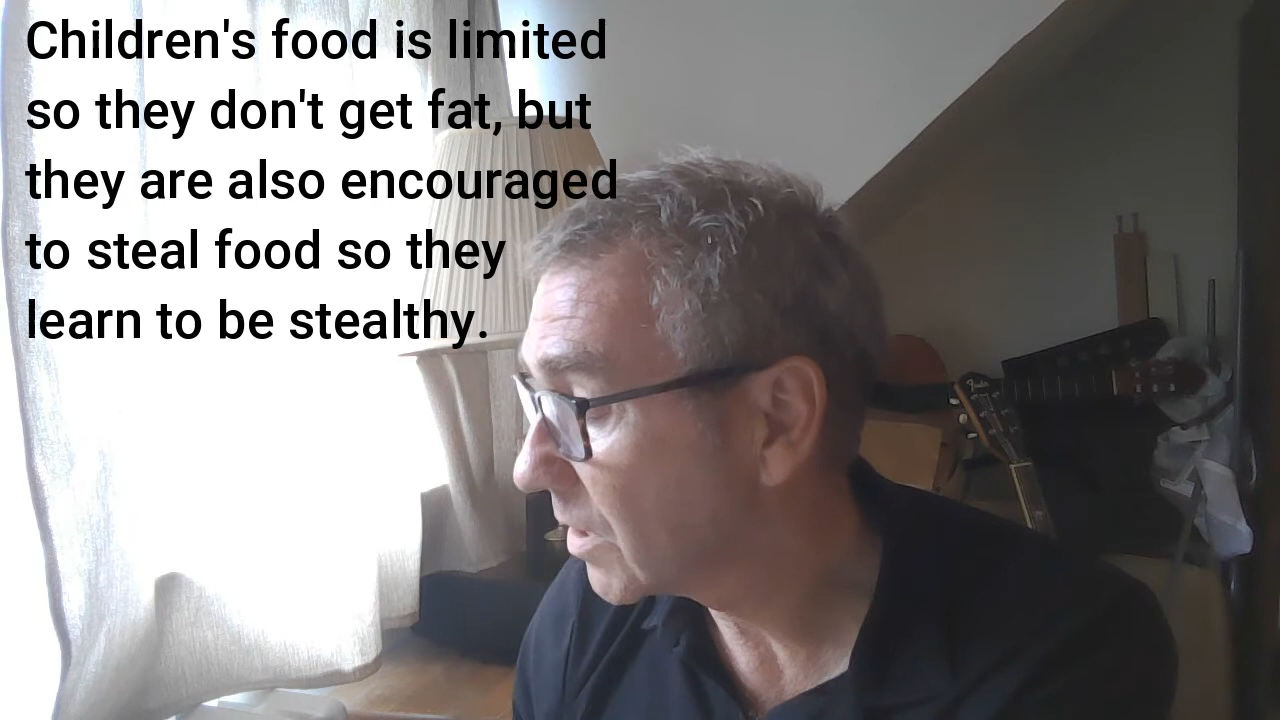 Children's food is limited
so they don't get fat, but
they are also encouraged
to steal food so they
learn to be stealthy.
Fender